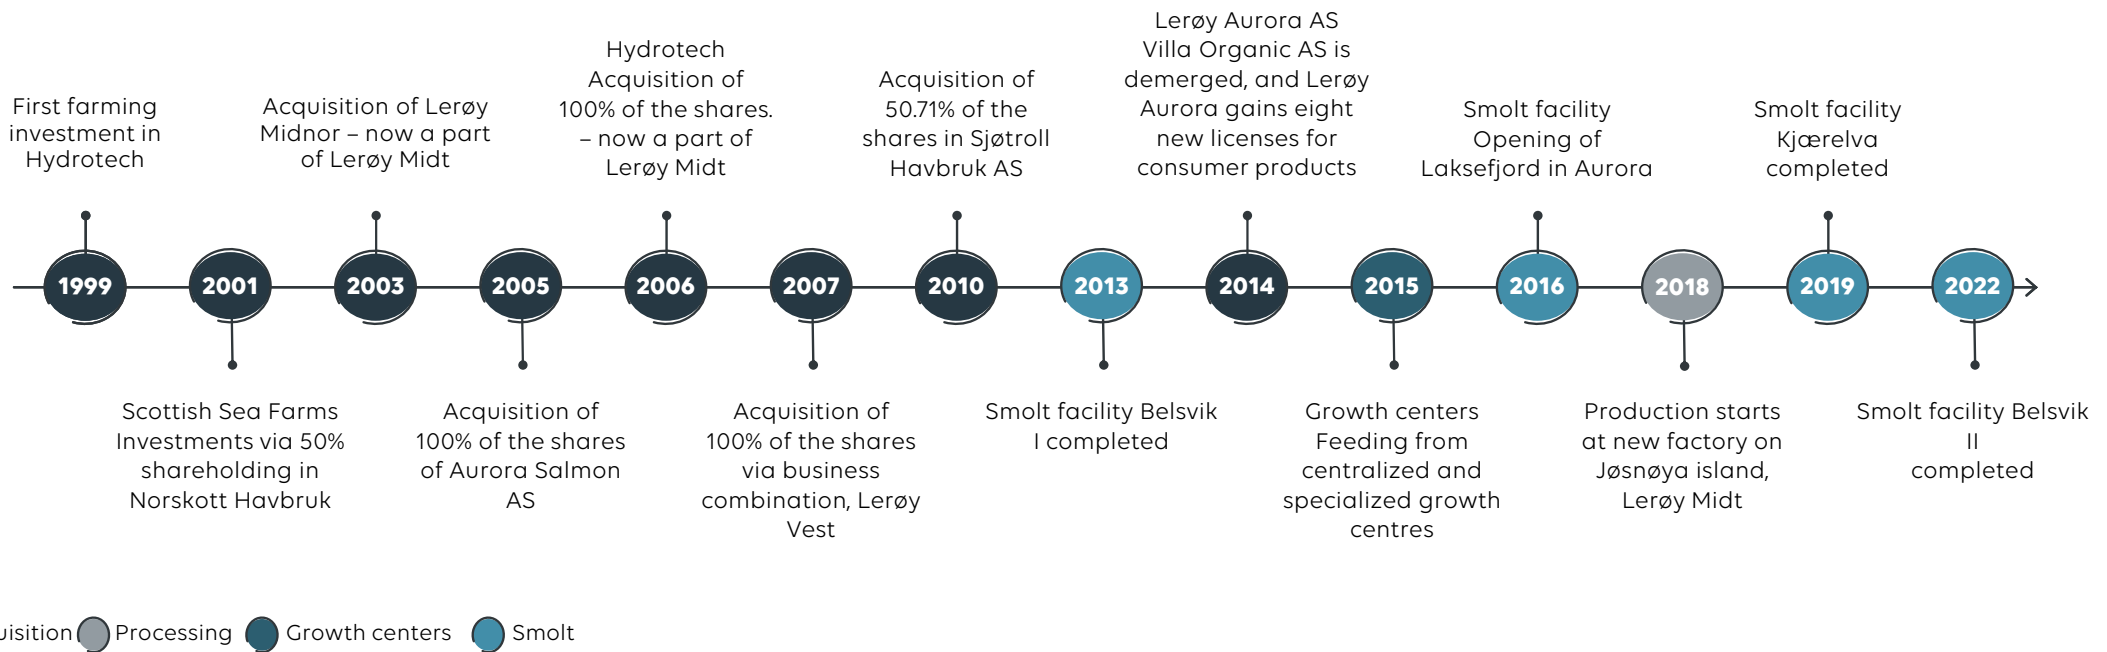 First farming
investment in
Hydrotech
Acquisition of Lerøy
Midnor – now a part
of Lerøy Midt
Hydrotech
Acquisition of
100% of the shares.
– now a part of
Lerøy Midt
Acquisition of
50.71% of the
shares in Sjøtroll
Havbruk AS
Lerøy Aurora AS
Villa Organic AS is
demerged, and Lerøy
Aurora gains eight
new licenses for
consumer products
Smolt facility
Opening of
Laksefjord in Aurora
Smolt facility
Kjærelva
completed
1999 2001 2003 2005 2006 2007 2010 2013 2014 2015 2016 2018 2019 2022
Scottish Sea Farms
Investments via 50%
shareholding in
Norskott Havbruk
Acquisition of
100% of the shares
of Aurora Salmon
AS
Acquisition of
100% of the shares
via business
combination, Lerøy
Vest
Smolt facility Belsvik
I completed
Growth centers
Feeding from
centralized and
specialized growth
centres
Production starts
at new factory on
Jøsnøya island,
Lerøy Midt
Smolt facility Belsvik
II
completed
uisition Processing Growth centers Smolt